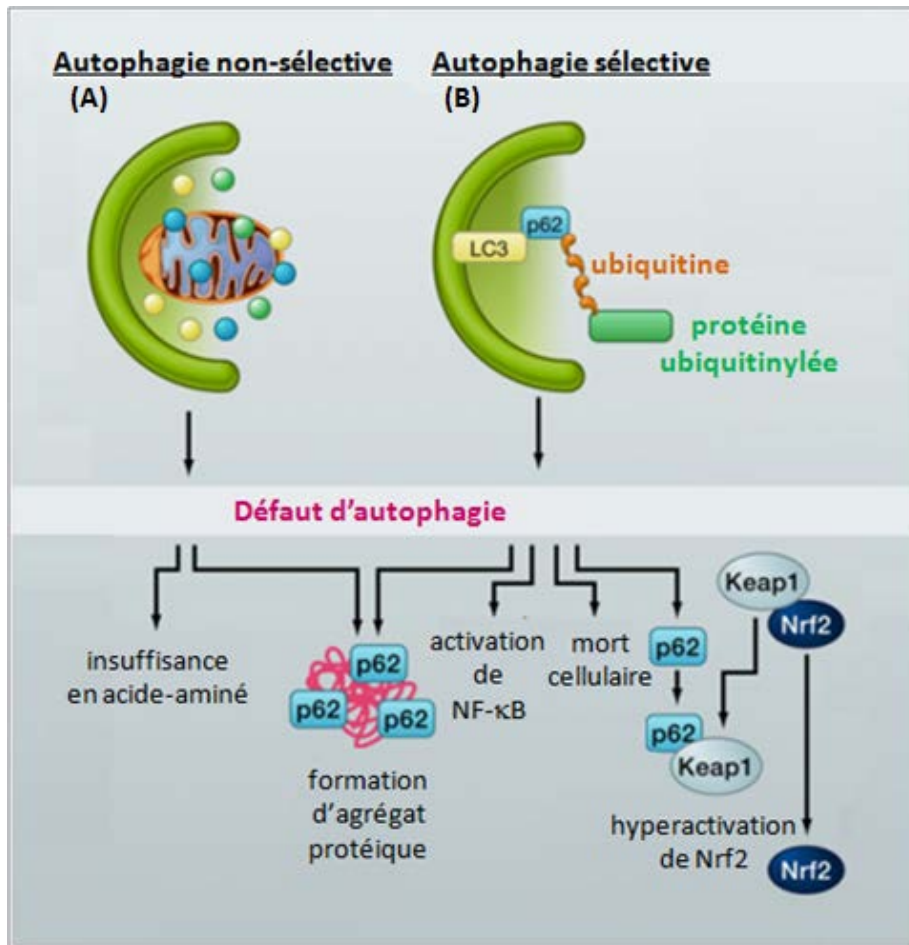 Autophagie non-sélective
(A)
Autophagie sélective
(B)
LC3
p62
ubiquitine
protéine
ubiquitinylée
Défaut d'autophagie
insuffisance
en acide-aminé
p62
p62
p62
formation
d'agrégat
protéique
activation
de
NF-κB
mort
cellulaire
p62
p62
Keap1
Keap1
Nrf2
hyperactivation
de Nrf2
Nrf2